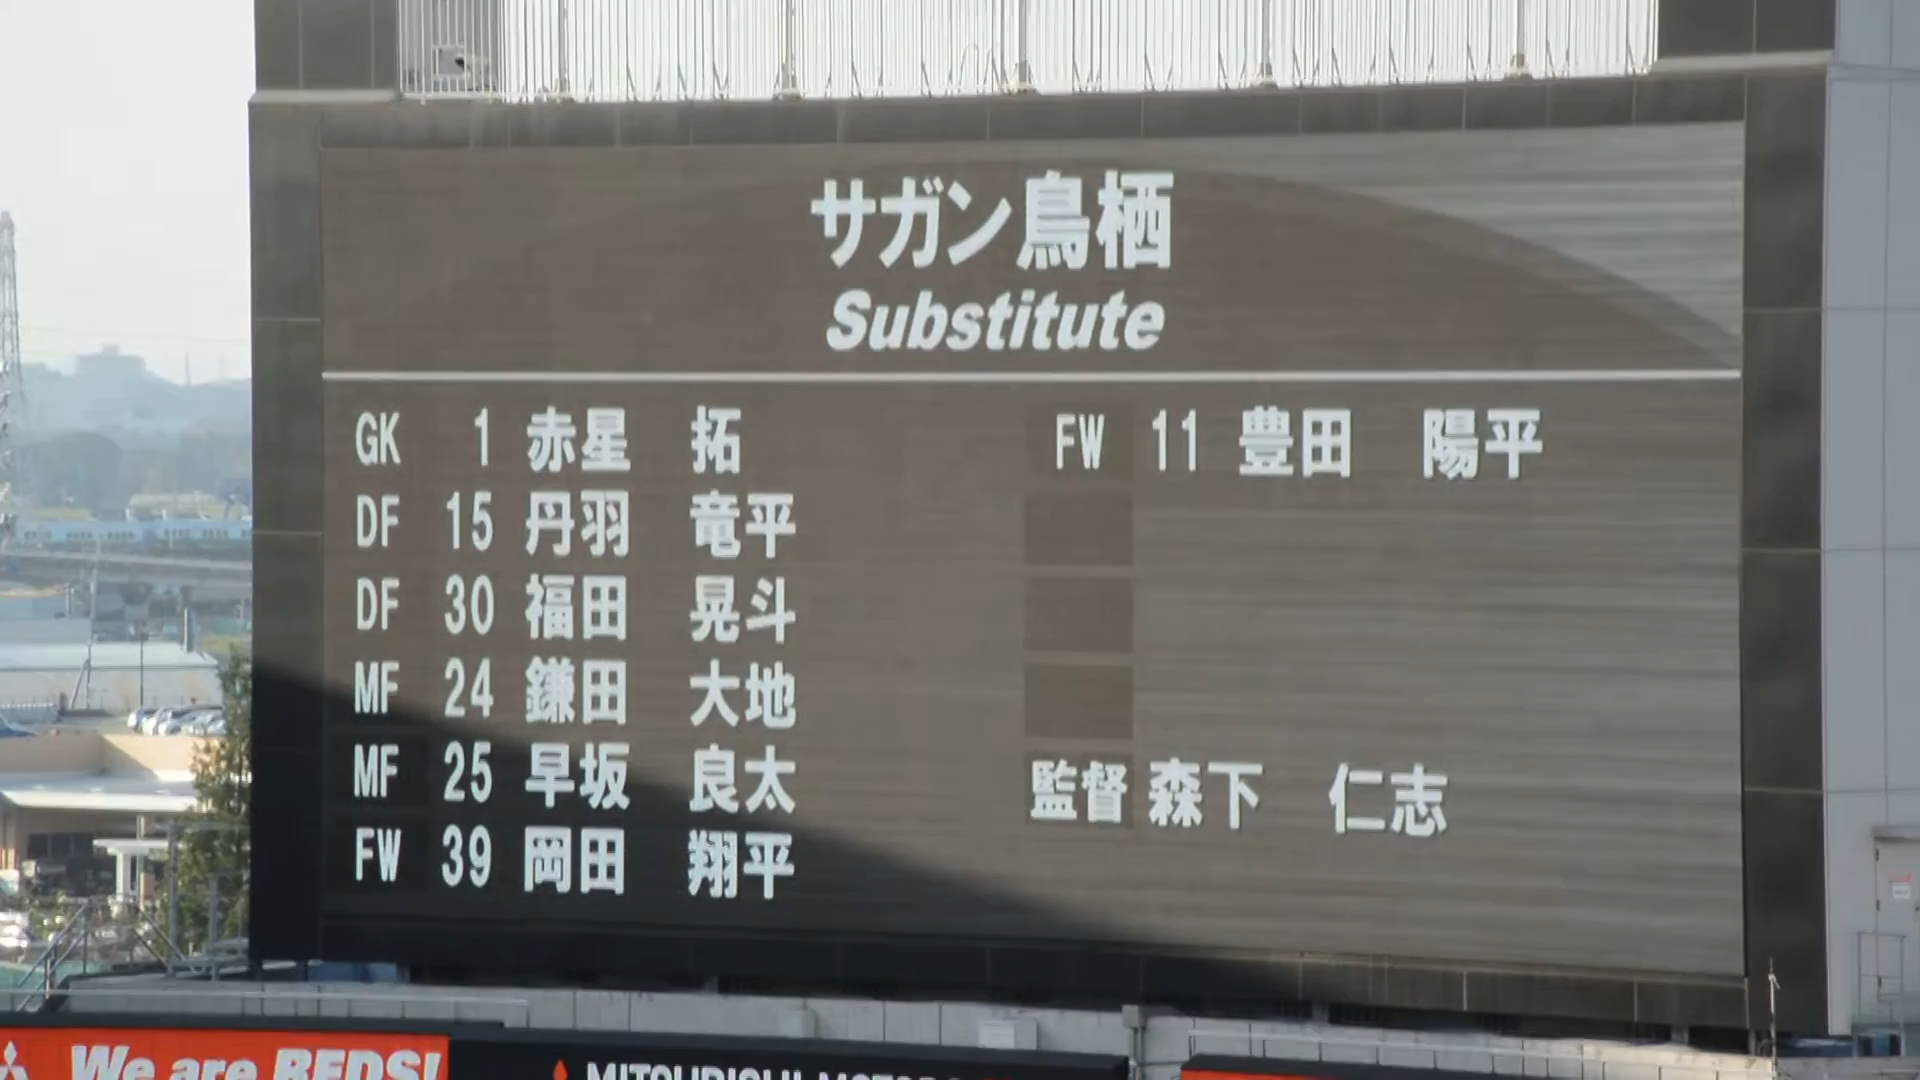 サガン鳥栖
Substitute
GK 1 赤星 拓
DF 15 丹羽 竜平
DF 30 福田 晃斗
MF 24 鎌田 大地
MF 25 早坂 良太
FW 39 岡田 翔平
FW 11 豊田 陽平
監督 森下 仁志
We are REDS!
MITSUBISHI MOTORS